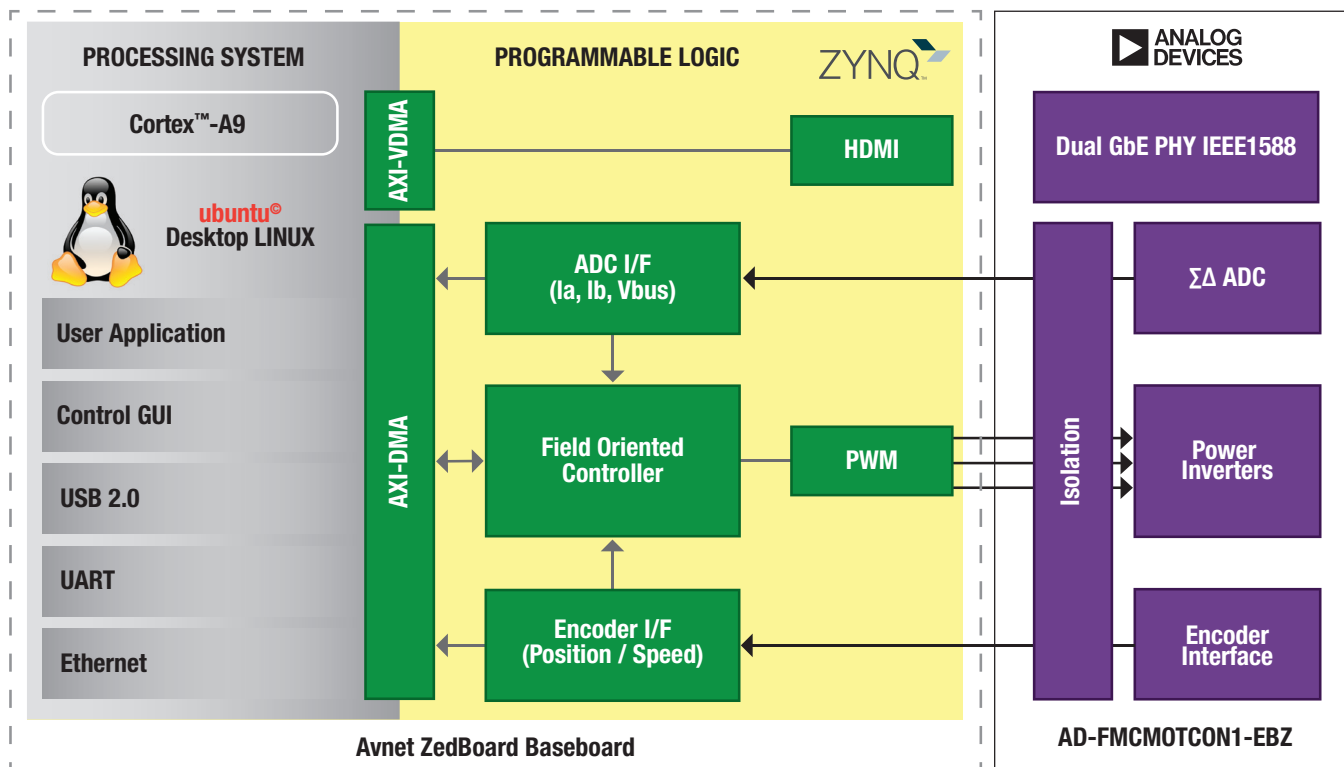 PROCESSING SYSTEM
Cortex™-A9
ubuntu©
Desktop LINUX
User Application
Control GUI
USB 2.0
UART
Ethernet
PROGRAMMABLE LOGIC
ZYNQ℠
AXI-VDMA
HDMI
AXI-DMA
ADC I/F
(Ia, Ib, Vbus)
Field Oriented
Controller
PWM
Encoder I/F
(Position / Speed)
Avnet ZedBoard Baseboard
ANALOG
DEVICES
Dual GbE PHY IEEE1588
Isolation
ΣΔ ADC
Power
Inverters
Encoder
Interface
AD-FMCMOTCON1-EBZ